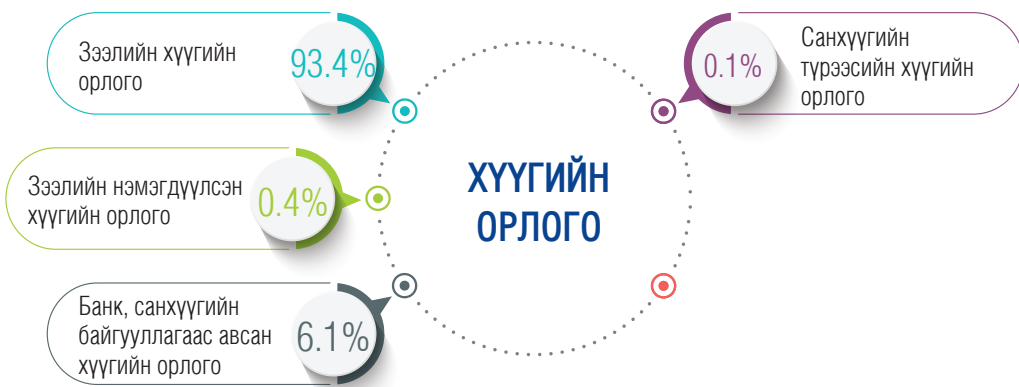 Зээлийн хүүгийн
орлого
93.4%
Зээлийн нэмэгдүүлсэн
хүүгийн орлого
0.4%
Банк, санхүүгийн
байгууллагаас авсан
хүүгийн орлого
6.1%
ХҮҮГИЙН
ОРЛОГО
0.1%
Санхүүгийн
түрээсийн хүүгийн
орлого